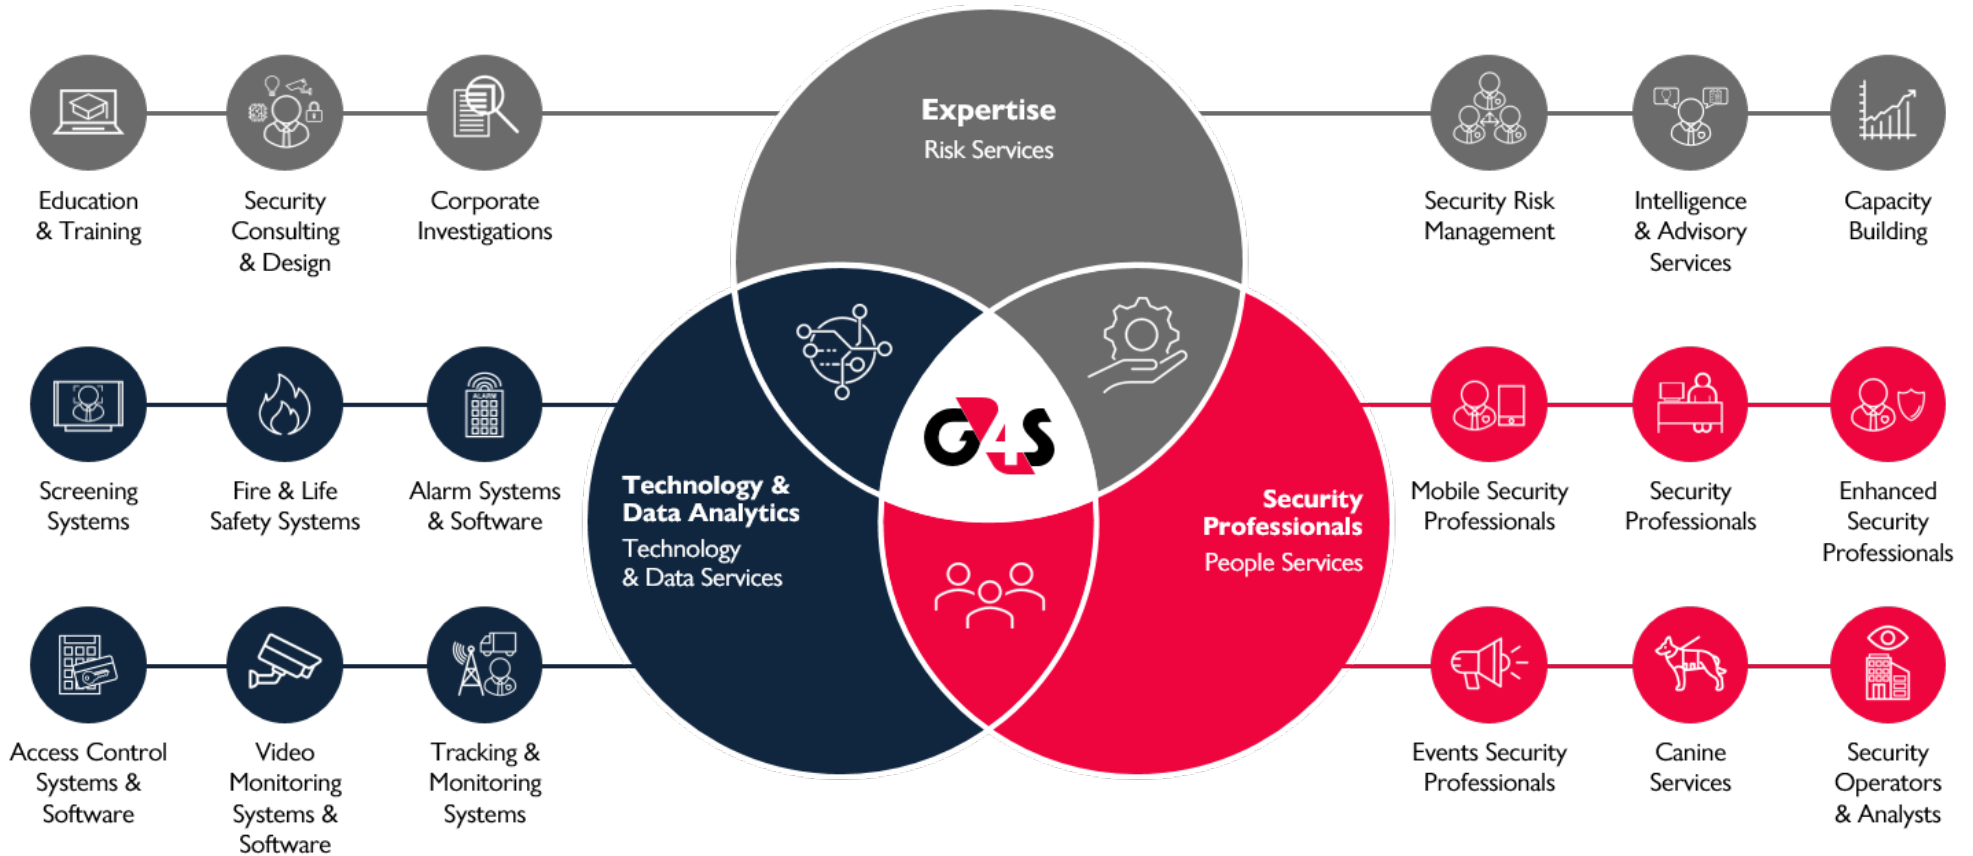 Expertise
Risk Services
Education
& Training
Security
Consulting
& Design
Corporate
Investigations
Security Risk
Management
Intelligence
& Advisory
Services
Capacity
Building
G4S
Technology &
Data Analytics
Technology
& Data Services
Security
Professionals
People Services
Screening
Systems
Fire & Life
Safety Systems
ALARM
Alarm Systems
& Software
Mobile Security
Professionals
Security
Professionals
Enhanced
Security
Professionals
Access Control
Systems &
Software
Video
Monitoring
Systems &
Software
Tracking &
Monitoring
Systems
Events Security
Professionals
Canine
Services
Security
Operators
& Analysts